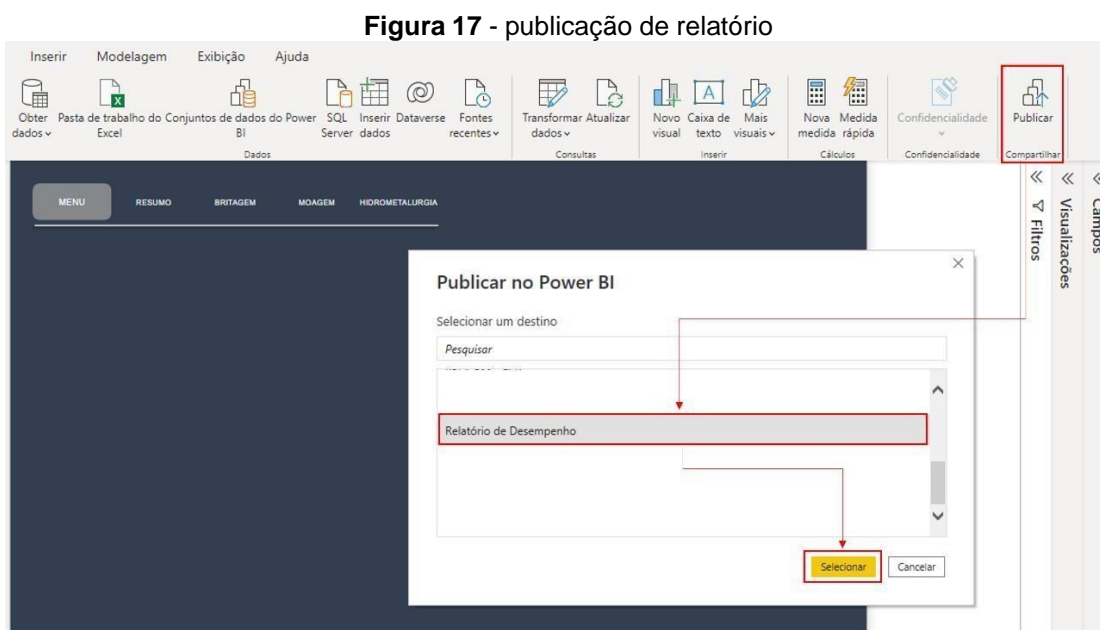 Figura 17 - publicação de relatório
Inserir Modelagem Exibição Ajuda
Obter dados
Pasta de trabalho do Excel
Conjuntos de dados do Power BI
SQL Server
Inserir dados
Dataverse
Fontes recentes
Transformar dados
Atualizar
Novo visual
Caixa de texto
Mais visuais
Nova medida
Medida rápida
Confidencialidade
Publicar
Dados
Consultas
Inserir
Cálculos
Confidencialidade
Compartilhar
MENU RESUMO BRITAGEM MOAGEM HIDROMETALURGIA
Filtros
Visualizações
Campos
Publicar no Power BI
Selecionar um destino
Pesquisar
Relatório de Desempenho
Selecionar Cancelar